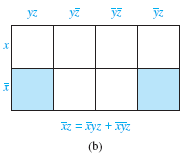 yz yz̄ ȳz̄ ȳz
x
x̄
x̄z = x̄yz + x̄ȳz
(b)